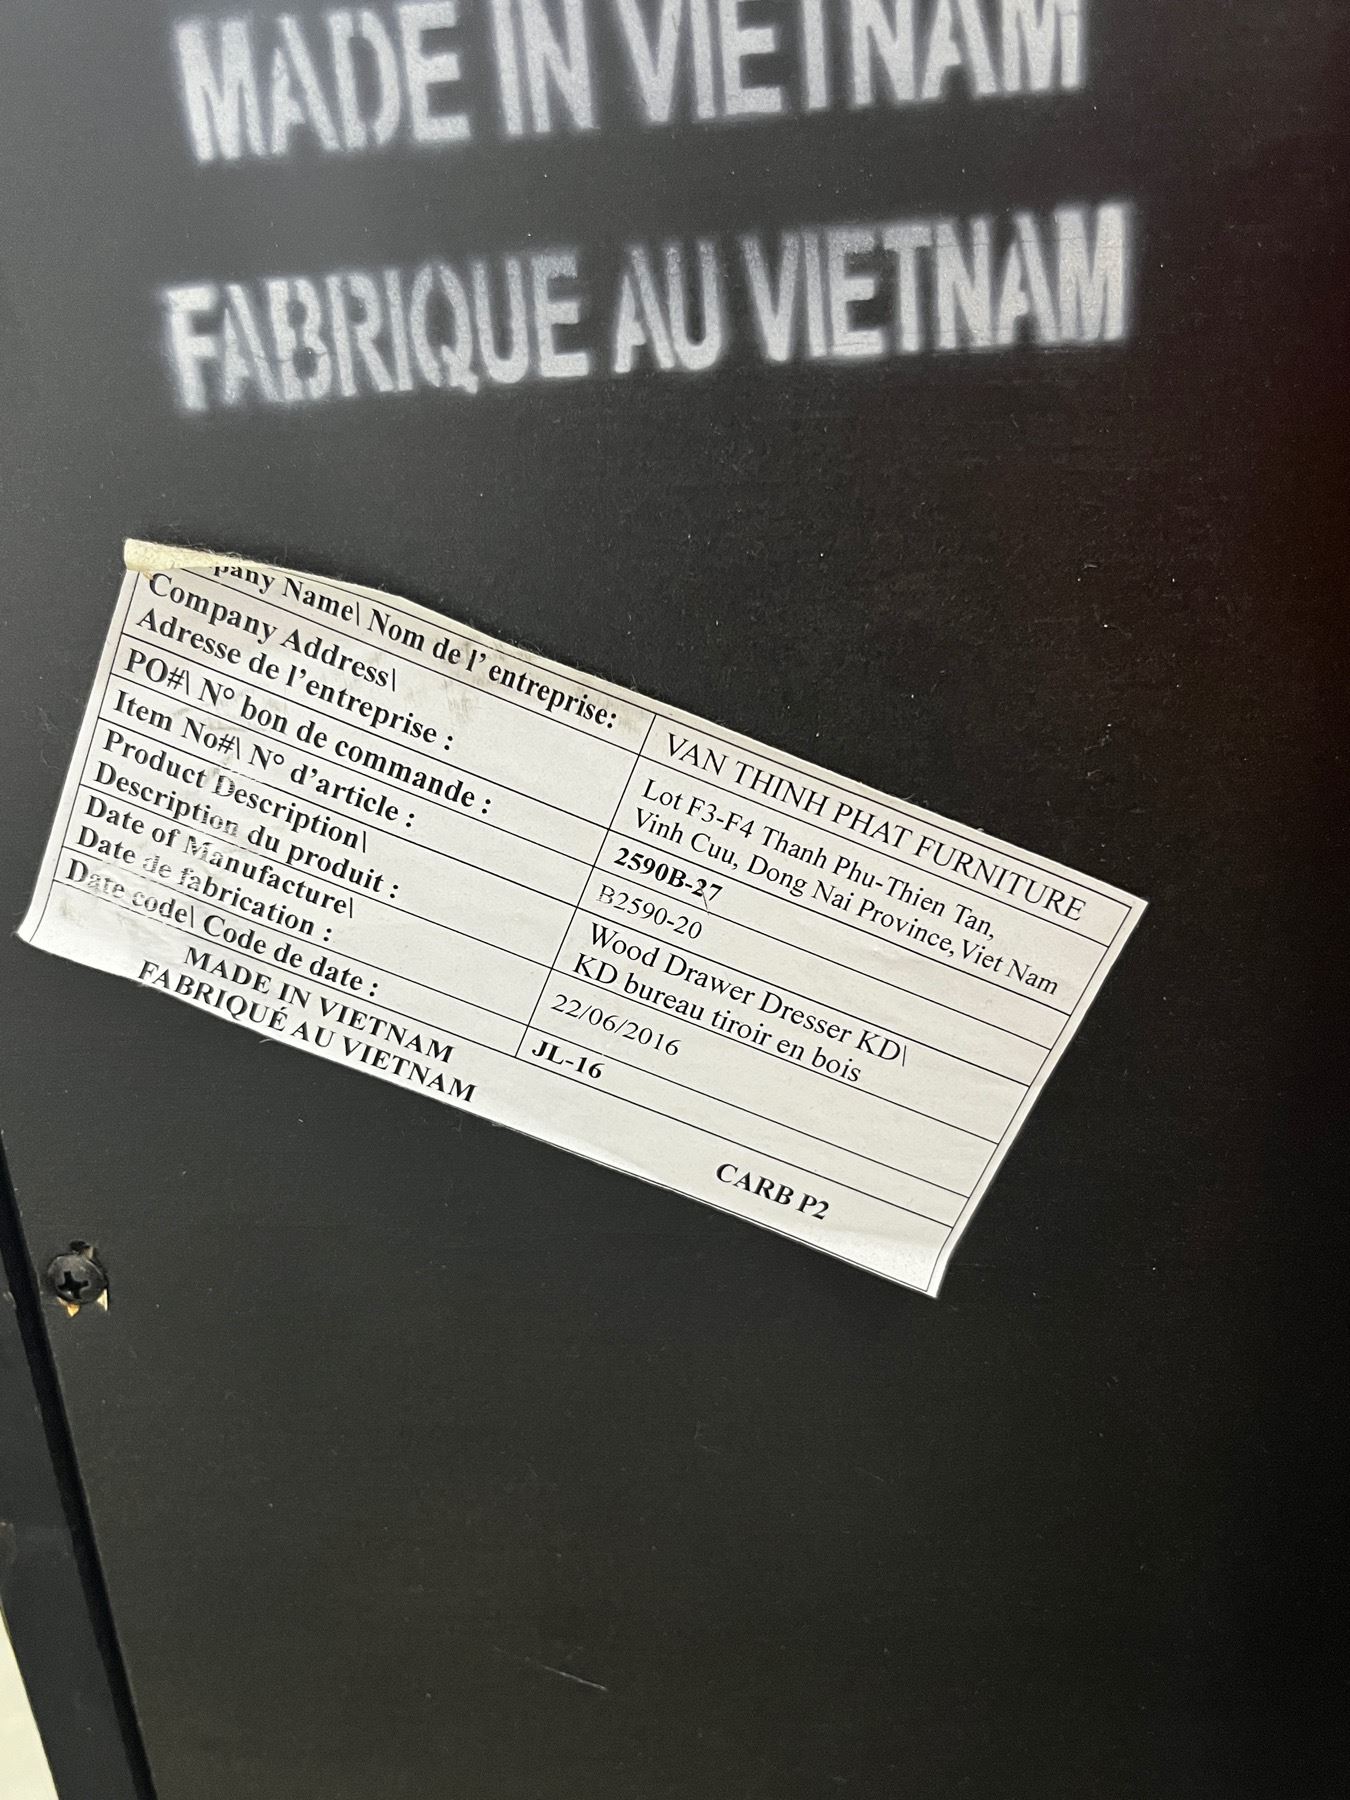 MADE IN VIETNAM
FABRIQUE AU VIETNAM
Name\ Nom de l'entreprise: VAN THINH PHAT FURNITURE
Company Address\ Lot F3-F4 Thanh Phu-Thien Tan,
Adresse de l'entreprise : Vinh Cuu, Dong Nai Province, Viet Nam
PO#\ N° bon de commande : 2590B-27
Item No#\ N° d'article : B2590-20
Product Description\ Wood Drawer Dresser KD\
Description du produit : KD bureau tiroir en bois
Date of Manufacture\ 22/06/2016
Date de fabrication :
Date code\ Code de date : JL-16
MADE IN VIETNAM
FABRIQUÉ AU VIETNAM
CARB P2